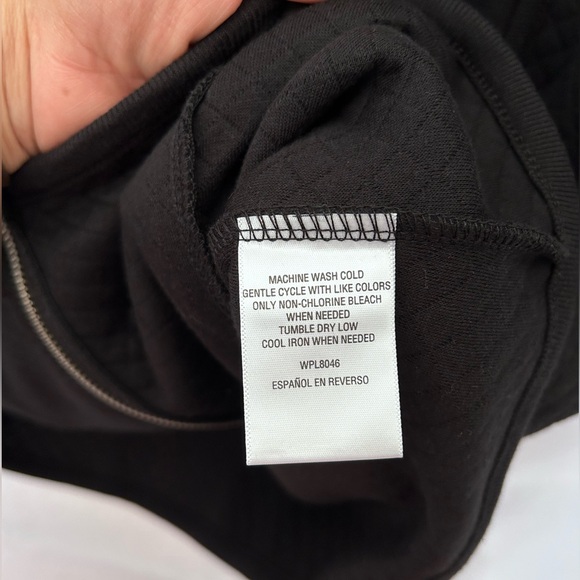 MACHINE WASH COLD
GENTLE CYCLE WITH LIKE COLORS
ONLY NON-CHLORINE BLEACH
WHEN NEEDED
TUMBLE DRY LOW
COOL IRON WHEN NEEDED
WPL8046
ESPAÑOL EN REVERSO